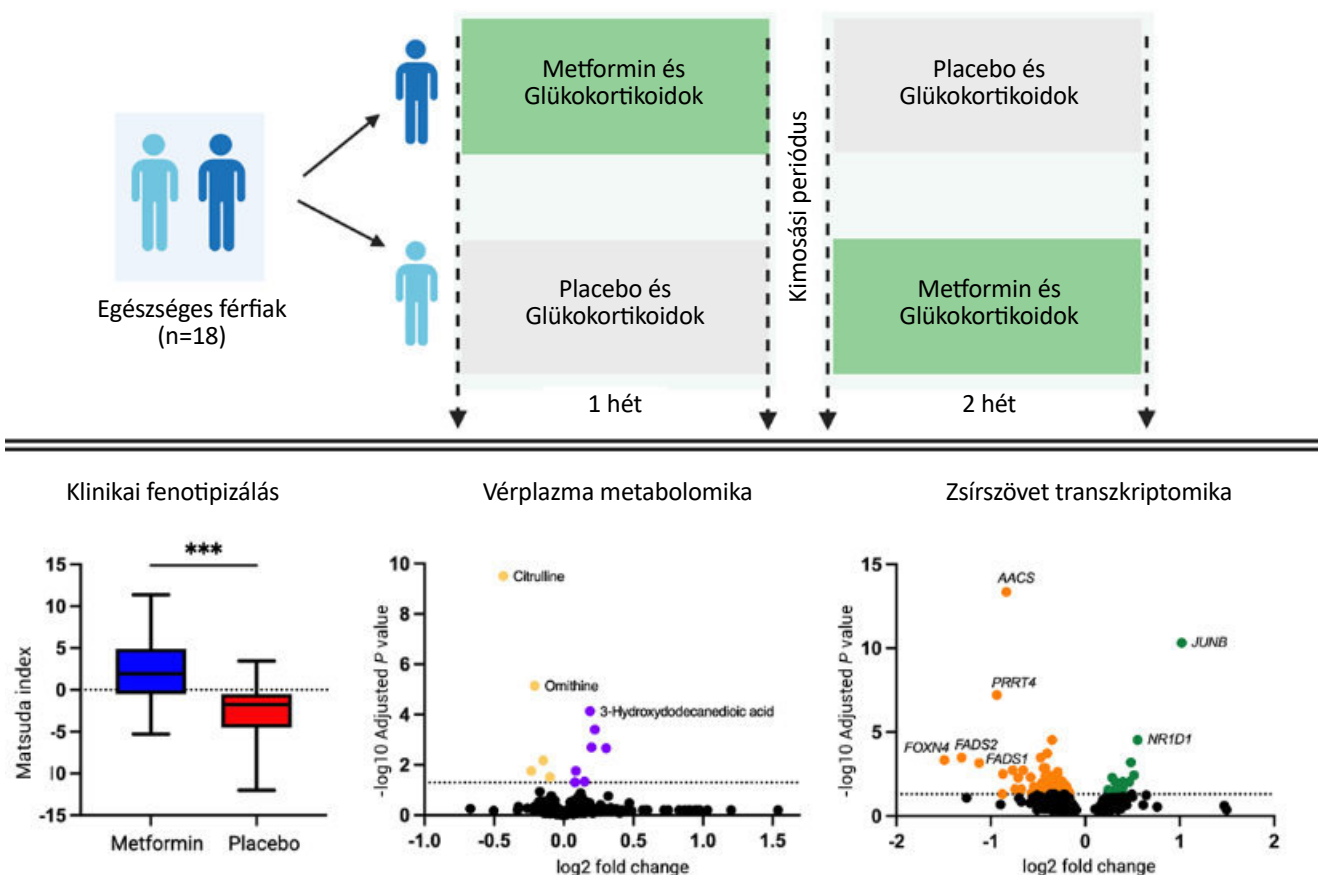 Metformin és
Glükokortikoidok
Placebo és
Glükokortikoidok
Kimosási periódus
Egészséges férfiak
(n=18)
Placebo és
Glükokortikoidok
Metformin és
Glükokortikoidok
1 hét
2 hét
Klinikai fenotipizálás
***
Matsuda index
15
10
5
0
-5
10
-15
Metformin
Placebo
Vérplazma metabolomika
-log10 Adjusted P value
10
8
6
4
2
0
Citrulline
Ornithine
3-Hydroxydodecanedioic acid
-1.0
-0.5
0.0
0.5
1.0
1.5
log2 fold change
Zsírszövet transzkriptomika
-log10 Adjusted P value
15
10
5
0
AACS
JUNB
PRRT4
NR1D1
FOXN4
FADS2
FADS1
-2
-1
0
1
2
log2 fold change